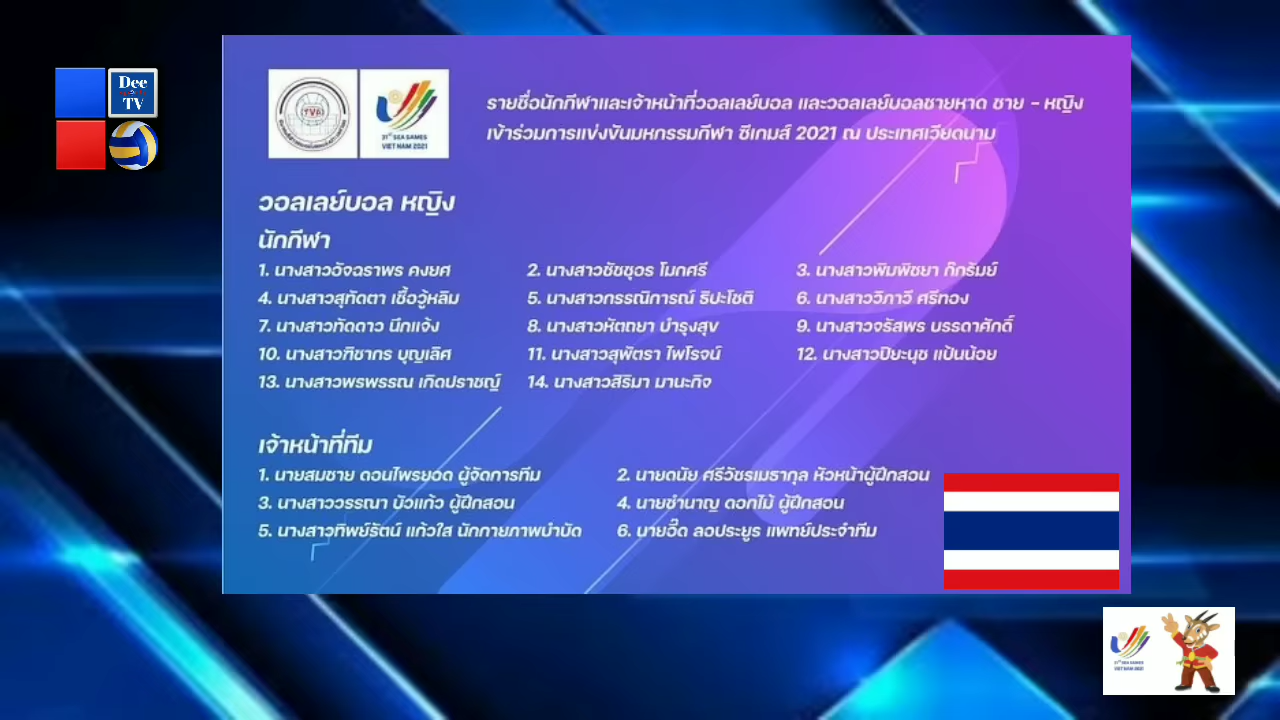 Dee
TV
TVA
31ST SEA GAMES
VIET NAM 2021
รายชื่อนักกีฬาและเจ้าหน้าที่วอลเลย์บอล และวอลเลย์บอลชายหาด ชาย - หญิง
เข้าร่วมการแข่งขันมหกรรมกีฬา ซีเกมส์ 2021 ณ ประเทศเวียดนาม
วอลเลย์บอล หญิง
นักกีฬา
1. นางสาวอัจฉราพร คงยศ 2. นางสาวชัชชุอร โมกศรี 3. นางสาวพิมพิชยา ก๊กรัมย์
4. นางสาวสุทัดตา เชื้อวู้หลิม 5. นางสาวกรรณิการณ์ ธิปะโชติ 6. นางสาววิภาวี ศรีทอง
7. นางสาวทัดดาว นึกแจ้ง 8. นางสาวหัตถยา บำรุงสุข 9. นางสาวจรัสพร บรรดาศักดิ์
10. นางสาวฑิชากร บุญเลิศ 11. นางสาวสุพัตรา ไพโรจน์ 12. นางสาวปิยะนุช แป้นน้อย
13. นางสาวพรพรรณ เกิดปราชญ์ 14. นางสาวสิริมา มานะกิจ
เจ้าหน้าที่ทีม
1. นายสมชาย ดอนไพรยอด ผู้จัดการทีม 2. นายดนัย ศรีวัชรเมธากุล หัวหน้าผู้ฝึกสอน
3. นางสาววรรณา บัวแก้ว ผู้ฝึกสอน 4. นายชำนาญ ดอกไม้ ผู้ฝึกสอน
5. นางสาวทิพย์รัตน์ แก้วใส นักกายภาพบำบัด 6. นายอี๊ด ลอประยูร แพทย์ประจำทีม
31ST SEA GAMES
VIET NAM 2021